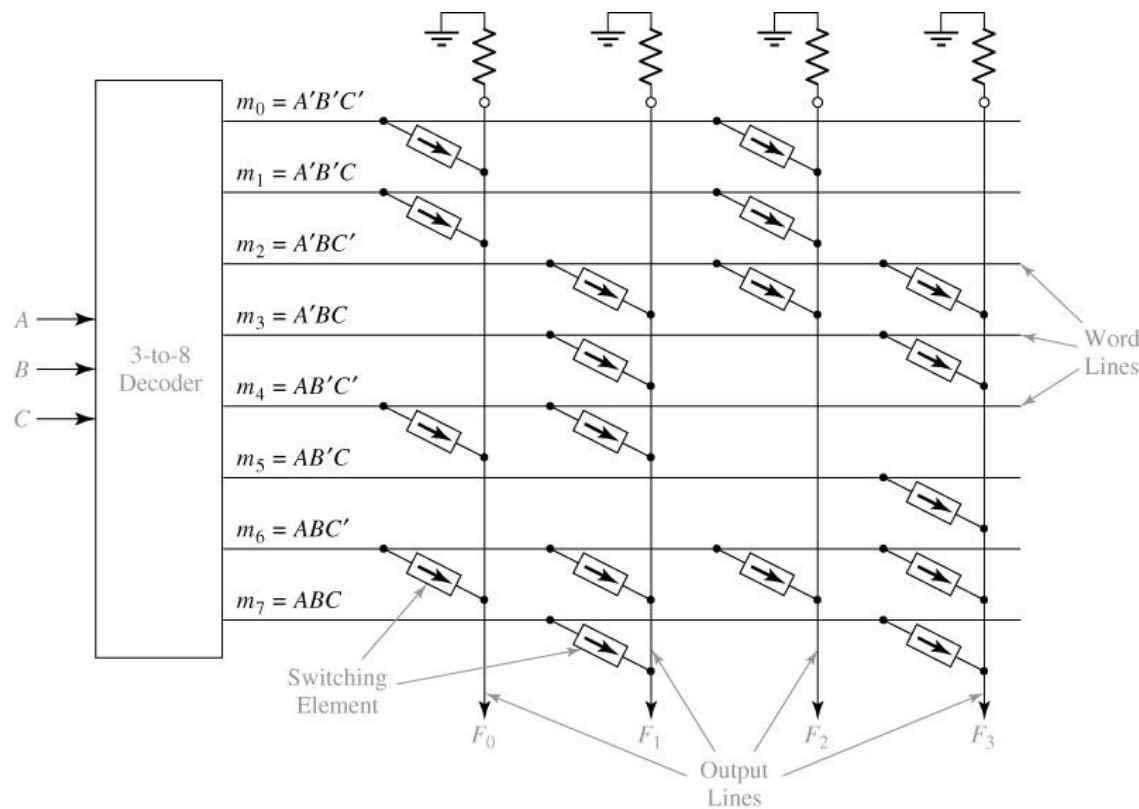 m₀ = A′B′C′
m₁ = A′B′C
m₂ = A′BC′
m₃ = A′BC
m₄ = AB′C′
m₅ = AB′C
m₆ = ABC′
m₇ = ABC
A
B
C
3-to-8
Decoder
Word
Lines
Switching
Element
F₀
F₁
F₂
F₃
Output
Lines